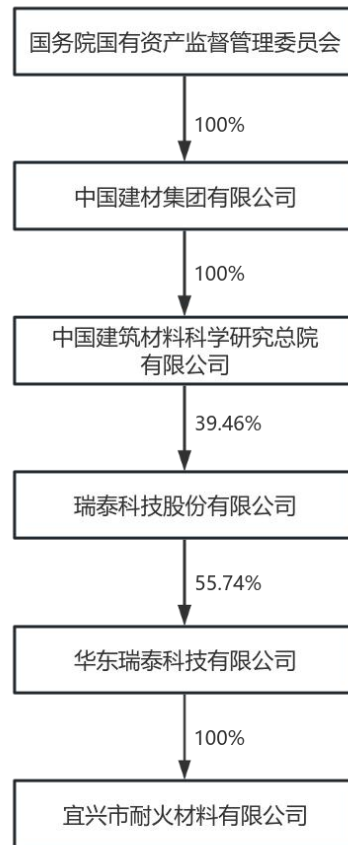 国务院国有资产监督管理委员会
100%
中国建材集团有限公司
100%
中国建筑材料科学研究总院
有限公司
39.46%
瑞泰科技股份有限公司
55.74%
华东瑞泰科技有限公司
100%
宜兴市耐火材料有限公司